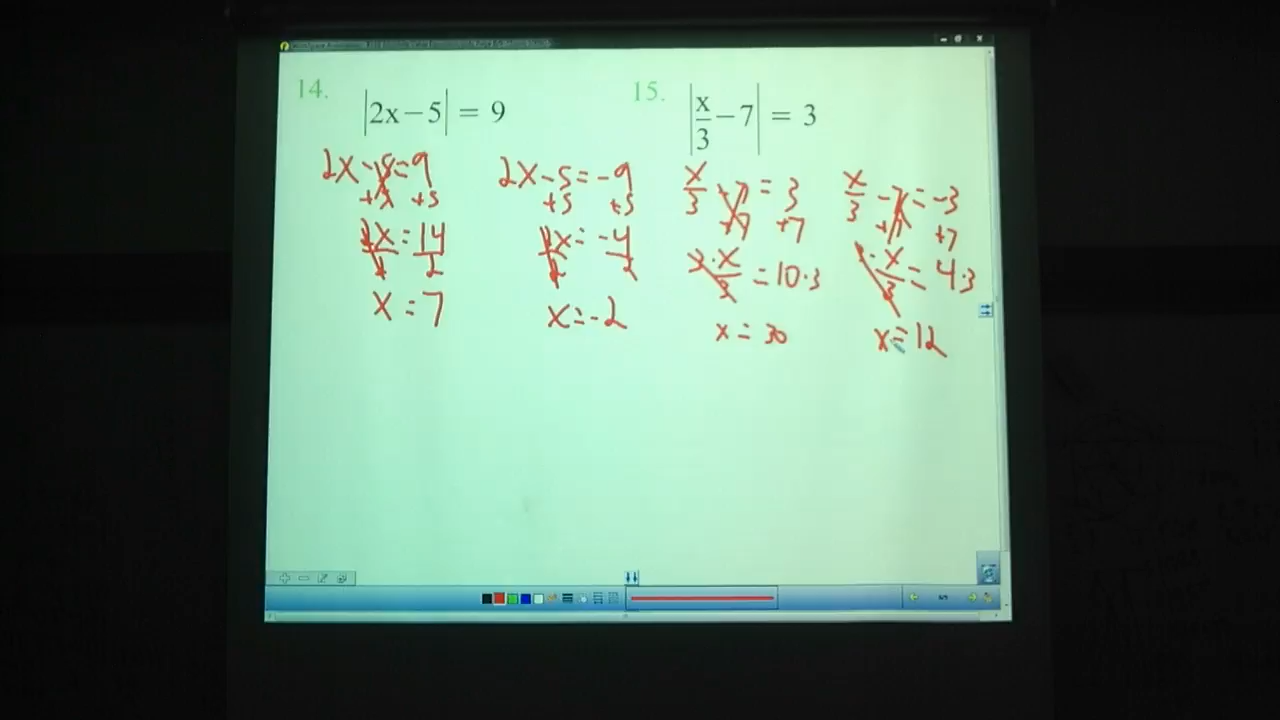 14.
|2x − 5| = 9
2x - 5 = 9
+5 +5
2x = 14
2 2
x = 7
2x - 5 = -9
+5 +5
2x = -4
2 2
x = -2
15.
|x/3 − 7| = 3
x/3 - 7 = 3
+7 +7
3 · x/3 = 10 · 3
x = 30
x/3 - 7 = -3
+7 +7
· x/3 = 4 · 3
x = 12